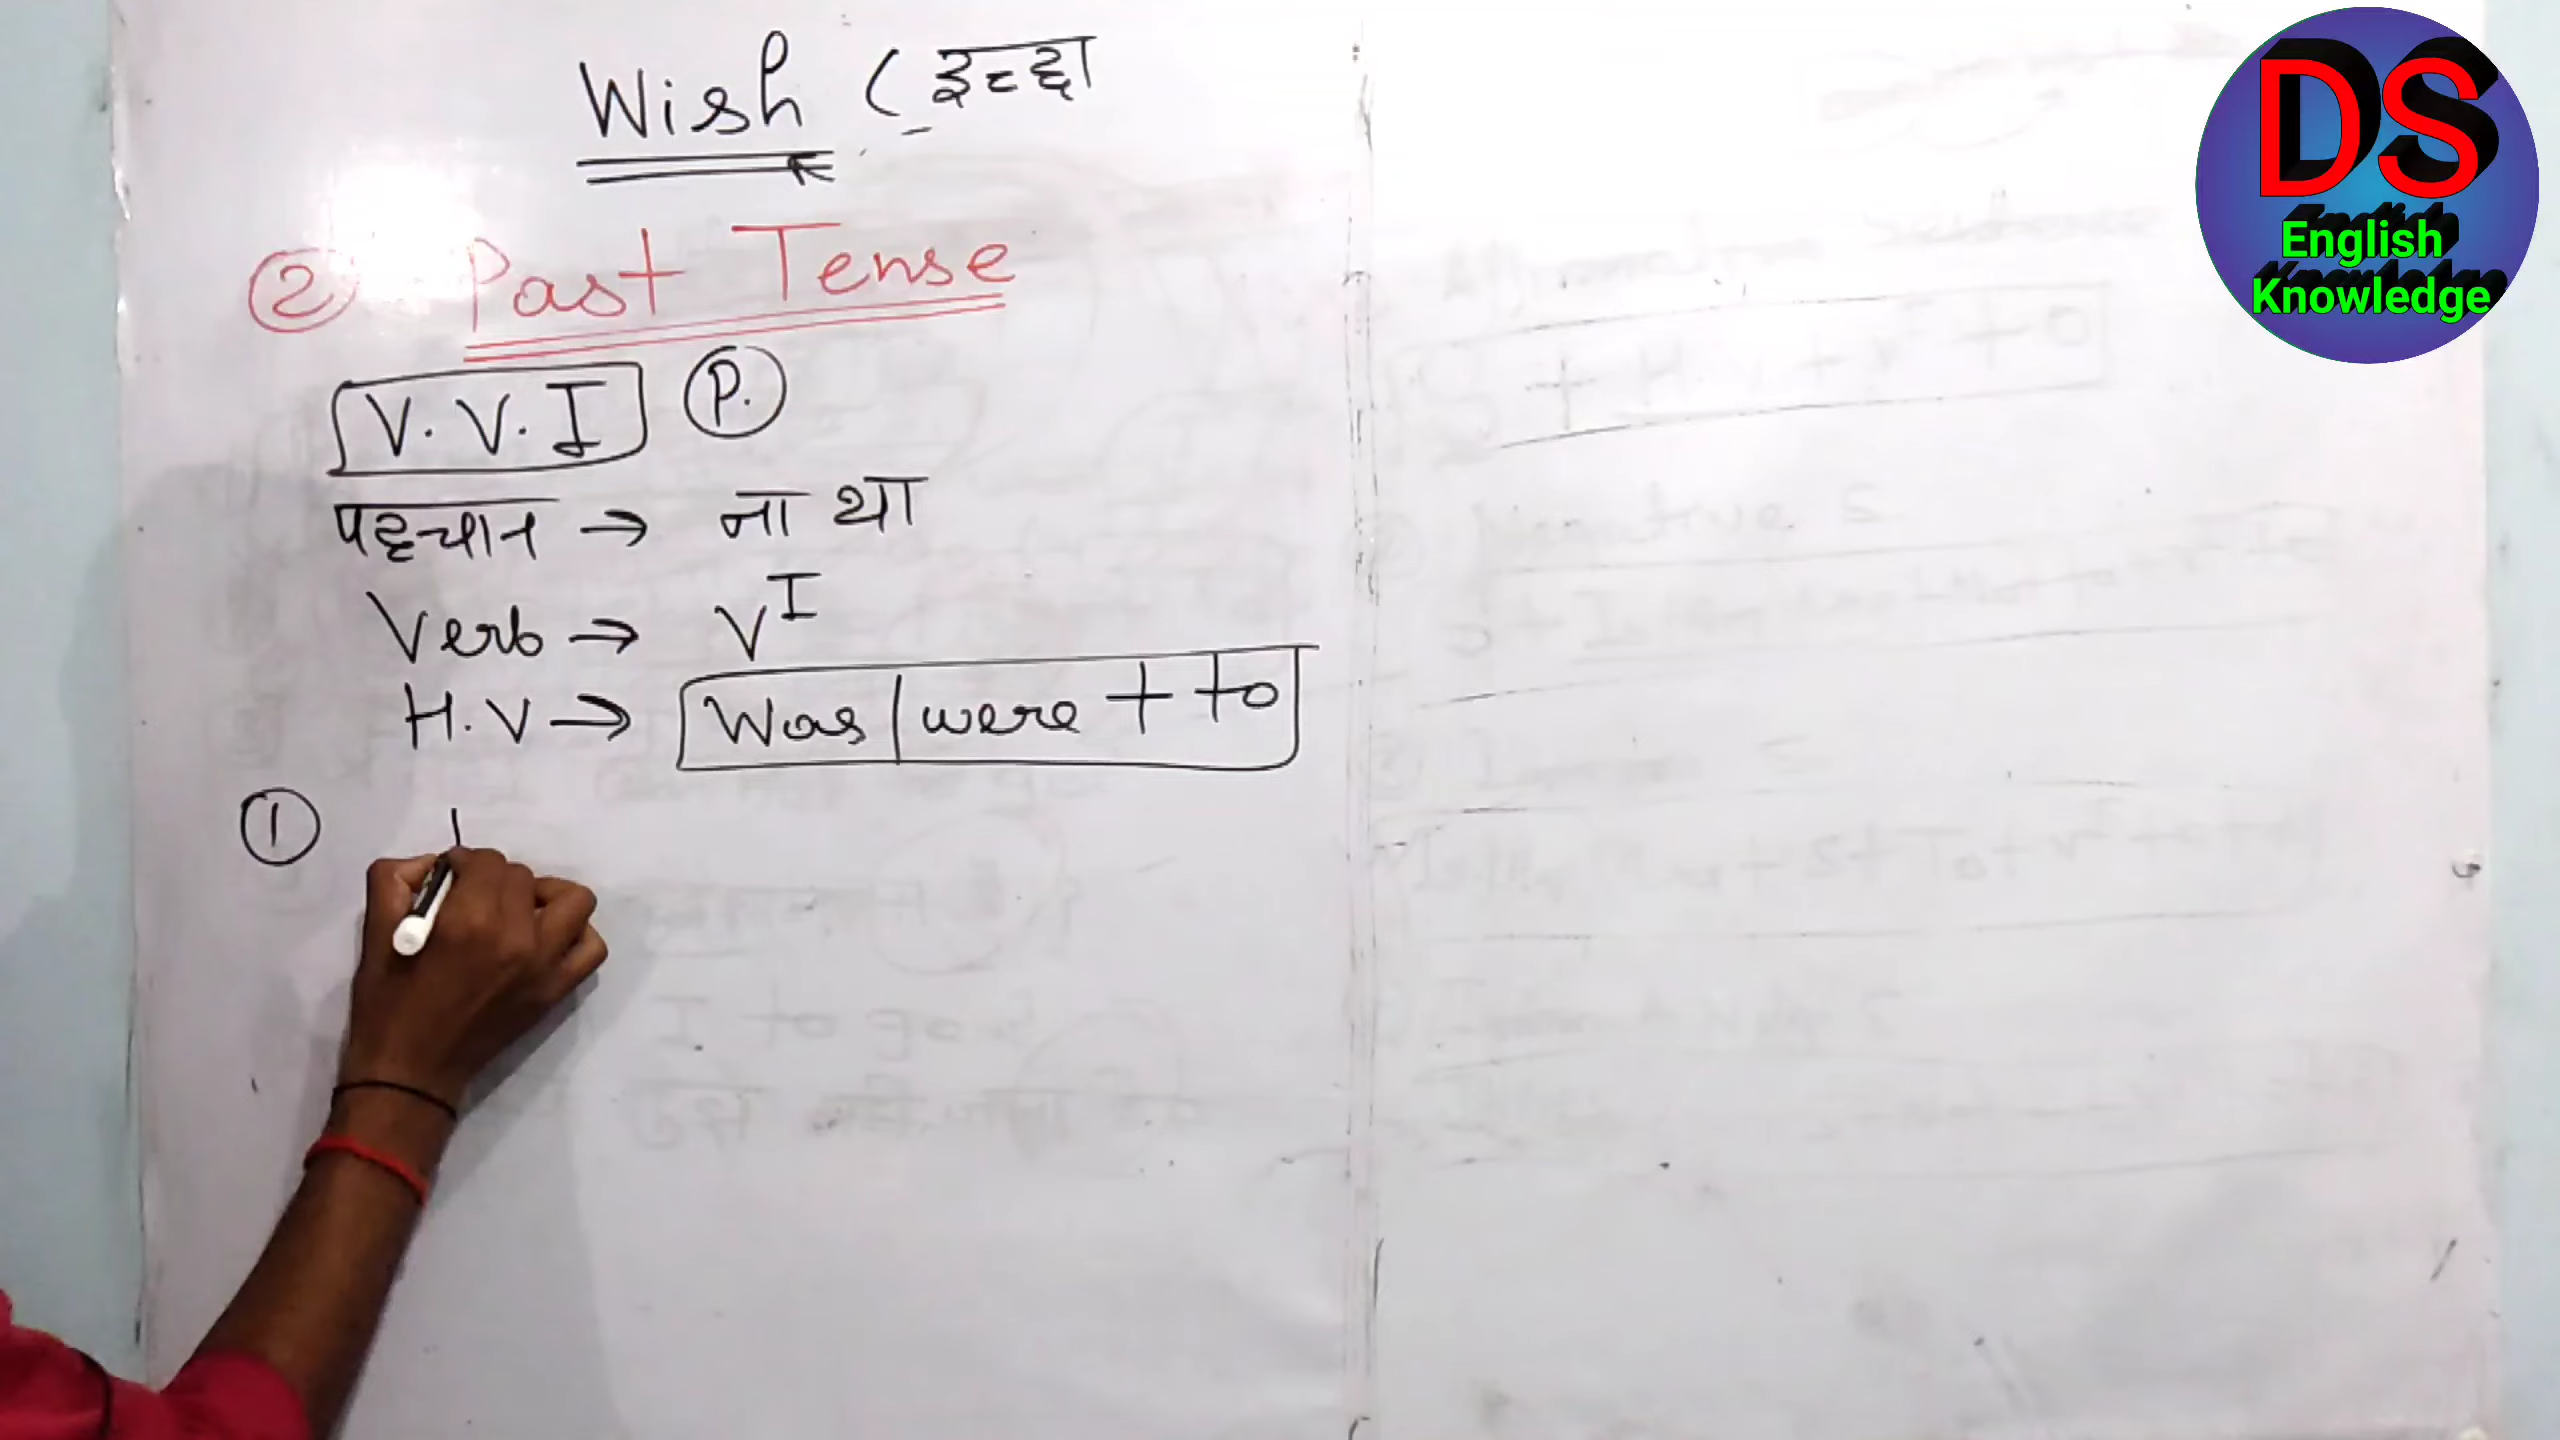 Wish (इच्छा
② Past Tense
V. V. I Ⓟ.
पहचान → ना था
Verb → V^I
H.V → Was | were + to
①
DS
English
Knowledge